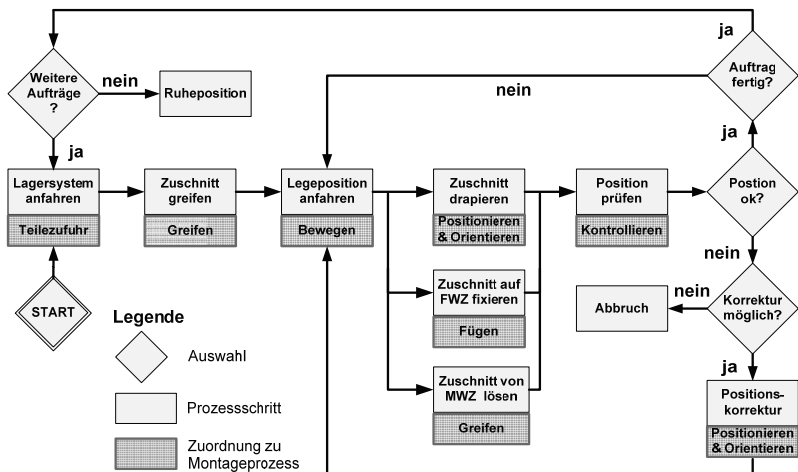 ja
Weitere
Aufträge
?
nein
Ruheposition
nein
Auftrag
fertig?
ja
ja
Lagersystem
anfahren
Teilezufuhr
Zuschnitt
greifen
Greifen
Legeposition
anfahren
Bewegen
Zuschnitt
drapieren
Positionieren
& Orientieren
Position
prüfen
Kontrollieren
Postion
ok?
nein
START
Zuschnitt auf
FWZ fixieren
Fügen
Abbruch
nein
Korrektur
möglich?
ja
Zuschnitt von
MWZ lösen
Greifen
Positions-
korrektur
Positionieren
& Orientieren
Legende
Auswahl
Prozessschritt
Zuordnung zu
Montageprozess